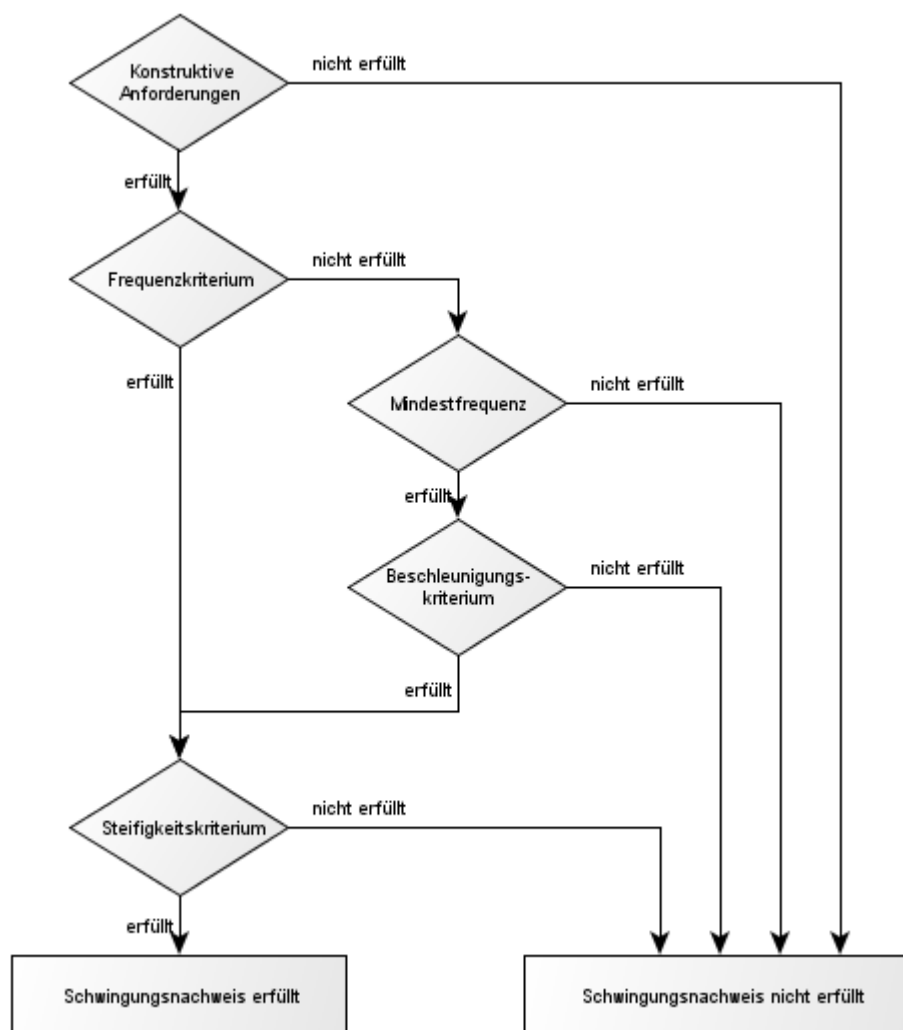 Konstruktive
Anforderungen
nicht erfüllt
erfüllt
Frequenzkriterium
nicht erfüllt
erfüllt
Mindestfrequenz
nicht erfüllt
erfüllt
Beschleunigungs-
kriterium
nicht erfüllt
erfüllt
Steifigkeitskriterium
nicht erfüllt
erfüllt
Schwingungsnachweis erfüllt
Schwingungsnachweis nicht erfüllt